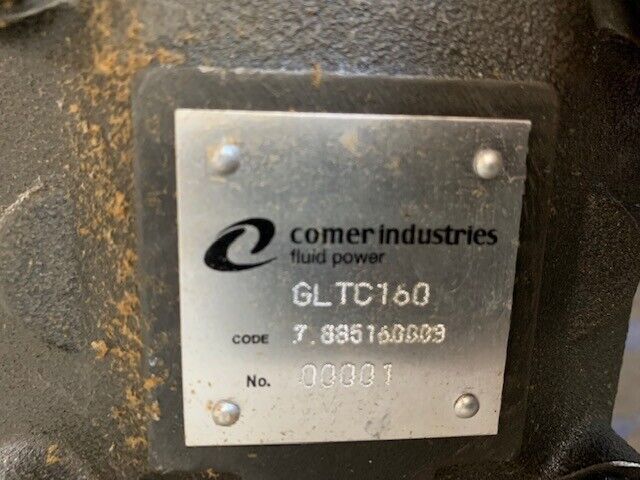 comer industries
fluid power
GLTC160
CODE 7.885160009
No. 00001